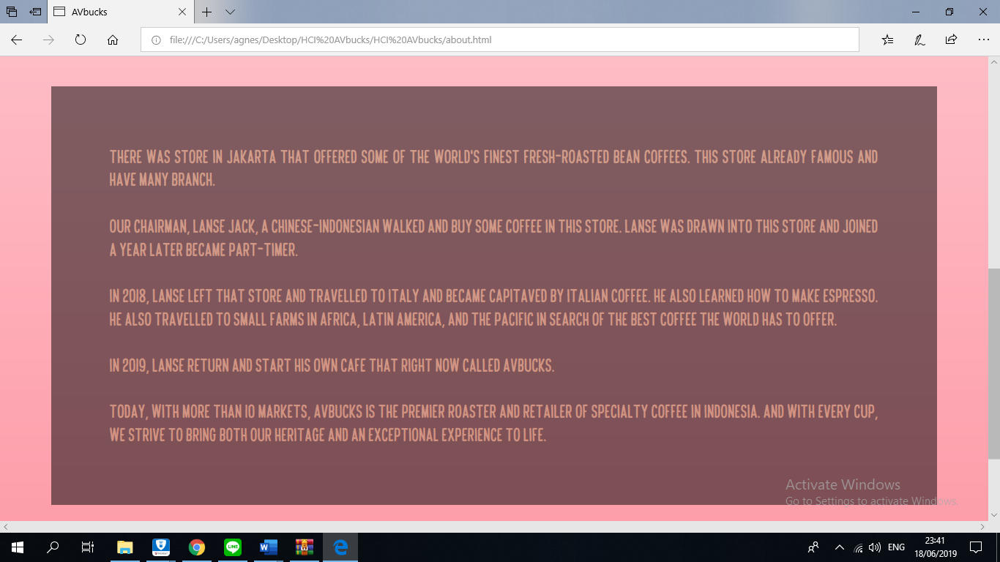 AVbucks
file:///C:/Users/agnes/Desktop/HCI%20AVbucks/HCI%20AVbucks/about.html
THERE WAS STORE IN JAKARTA THAT OFFERED SOME OF THE WORLD'S FINEST FRESH-ROASTED BEAN COFFEES. THIS STORE ALREADY FAMOUS AND
HAVE MANY BRANCH.
OUR CHAIRMAN, LANSE JACK, A CHINESE-INDONESIAN WALKED AND BUY SOME COFFEE IN THIS STORE. LANSE WAS DRAWN INTO THIS STORE AND JOINED
A YEAR LATER BECAME PART-TIMER.
IN 2018, LANSE LEFT THAT STORE AND TRAVELLED TO ITALY AND BECAME CAPITAVED BY ITALIAN COFFEE. HE ALSO LEARNED HOW TO MAKE ESPRESSO.
HE ALSO TRAVELLED TO SMALL FARMS IN AFRICA, LATIN AMERICA, AND THE PACIFIC IN SEARCH OF THE BEST COFFEE THE WORLD HAS TO OFFER.
IN 2019, LANSE RETURN AND START HIS OWN CAFE THAT RIGHT NOW CALLED AVBUCKS.
TODAY, WITH MORE THAN 10 MARKETS, AVBUCKS IS THE PREMIER ROASTER AND RETAILER OF SPECIALTY COFFEE IN INDONESIA. AND WITH EVERY CUP,
WE STRIVE TO BRING BOTH OUR HERITAGE AND AN EXCEPTIONAL EXPERIENCE TO LIFE.
Activate Windows
Go to Settings to activate Windows.
LINE
ENG
23:41
18/06/2019